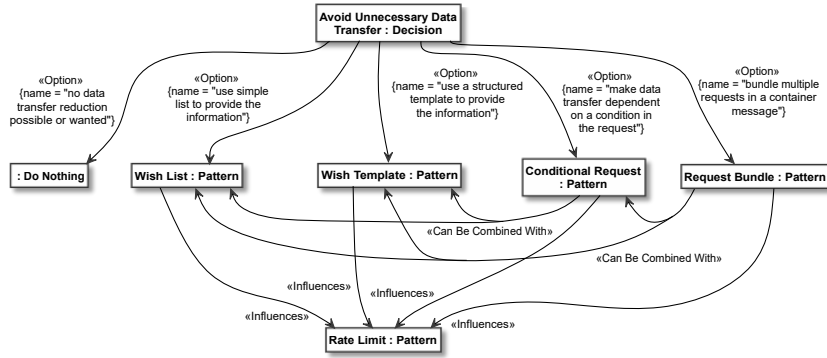 Avoid Unnecessary Data
Transfer : Decision
«Option»
{name = "no data
transfer reduction
possible or wanted"}
«Option»
{name = "use simple
list to provide the
information"}
«Option»
{name = "use a structured
template to provide
the information"}
«Option»
{name = "make data
transfer dependent
on a condition in
the request"}
«Option»
{name = "bundle multiple
requests in a container
message"}
: Do Nothing
Wish List : Pattern
Wish Template : Pattern
Conditional Request
: Pattern
Request Bundle : Pattern
«Can Be Combined With»
«Can Be Combined With»
«Influences»
«Influences»
«Influences»
«Influences»
Rate Limit : Pattern